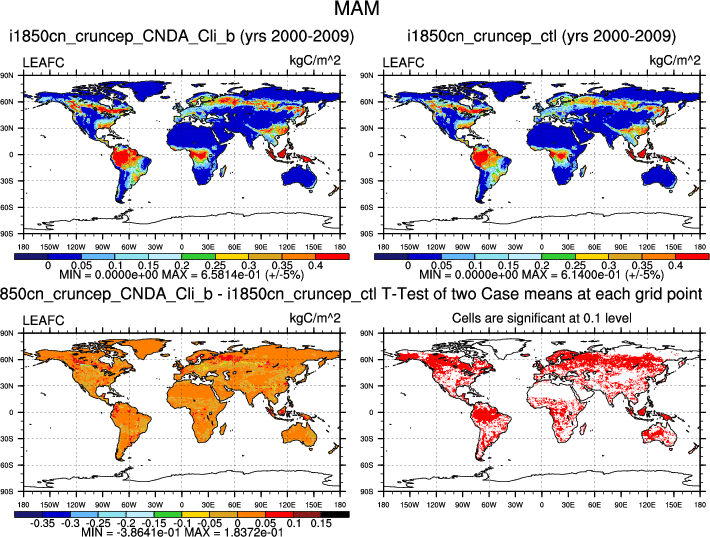 MAM
i1850cn_cruncep_CNDA_Cli_b (yrs 2000-2009)
i1850cn_cruncep_ctl (yrs 2000-2009)
LEAFC kgC/m^2
LEAFC kgC/m^2
90N
60N
30N
0
30S
60S
90S
90N
60N
30N
0
30S
60S
90S
180 150W 120W 90W 60W 30W 0 30E 60E 90E 120E 150E 180
180 150W 120W 90W 60W 30W 0 30E 60E 90E 120E 150E 180
0 0.05 0.1 0.15 0.2 0.25 0.3 0.35 0.4
0 0.05 0.1 0.15 0.2 0.25 0.3 0.35 0.4
MIN = 0.0000e+00 MAX = 6.5814e-01 (+/-5%)
MIN = 0.0000e+00 MAX = 6.1400e-01 (+/-5%)
850cn_cruncep_CNDA_Cli_b - i1850cn_cruncep_ctl
T-Test of two Case means at each grid point
LEAFC kgC/m^2
Cells are significant at 0.1 level
90N
60N
30N
0
30S
60S
90S
90N
60N
30N
0
30S
60S
90S
180 150W 120W 90W 60W 30W 0 30E 60E 90E 120E 150E 180
180 150W 120W 90W 60W 30W 0 30E 60E 90E 120E 150E 180
-0.35 -0.3 -0.25 -0.2 -0.15 -0.1 -0.05 0 0.05 0.1 0.15
MIN = -3.8641e-01 MAX = 1.8372e-01